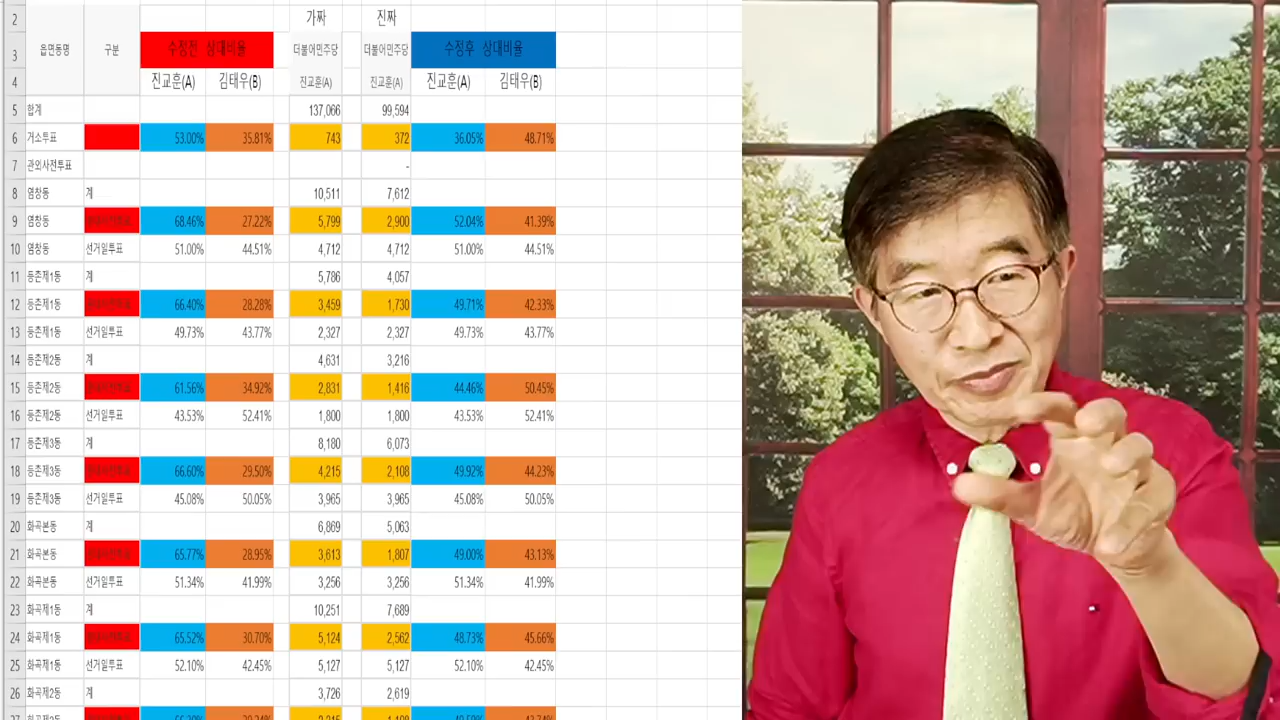 2 가짜 진짜
3 읍면동명 구분 수정전 상대비율 더불어민주당 더불어민주당 수정후 상대비율
4 진교훈(A) 김태우(B) 진교훈(A) 진교훈(A) 진교훈(A) 김태우(B)
5 합계 137,066 99,594
6 거소투표 53.00% 35.81% 743 372 36.05% 48.71%
7 관외사전투표 -
8 염창동 계 10,511 7,612
9 염창동 68.46% 27.22% 5,799 2,900 52.04% 41.39%
10 염창동 선거일투표 51.00% 44.51% 4,712 4,712 51.00% 44.51%
11 등촌제1동 계 5,786 4,057
12 등촌제1동 66.40% 28.28% 3,459 1,730 49.71% 42.33%
13 등촌제1동 선거일투표 49.73% 43.77% 2,327 2,327 49.73% 43.77%
14 등촌제2동 계 4,631 3,216
15 등촌제2동 61.56% 34.92% 2,831 1,416 44.46% 50.45%
16 등촌제2동 선거일투표 43.53% 52.41% 1,800 1,800 43.53% 52.41%
17 등촌제3동 계 8,180 6,073
18 등촌제3동 66.60% 29.50% 4,215 2,108 49.92% 44.23%
19 등촌제3동 선거일투표 45.08% 50.05% 3,965 3,965 45.08% 50.05%
20 화곡본동 계 6,869 5,063
21 화곡본동 65.77% 28.95% 3,613 1,807 49.00% 43.13%
22 화곡본동 선거일투표 51.34% 41.99% 3,256 3,256 51.34% 41.99%
23 화곡제1동 계 10,251 7,689
24 화곡제1동 65.52% 30.70% 5,124 2,562 48.73% 45.66%
25 화곡제1동 선거일투표 52.10% 42.45% 5,127 5,127 52.10% 42.45%
26 화곡제2동 계 3,726 2,619